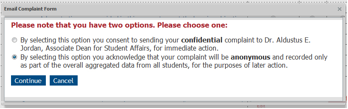 Email Complaint Form
Please note that you have two options. Please choose one:
By selecting this option you consent to sending your confidential complaint to Dr. Aldustus E.
Jordan, Associate Dean for Student Affairs, for immediate action.
By selecting this option you acknowledge that your complaint will be anonymous and recorded only
as part of the overall aggregated data from all students, for the purposes of later action.
Continue Cancel